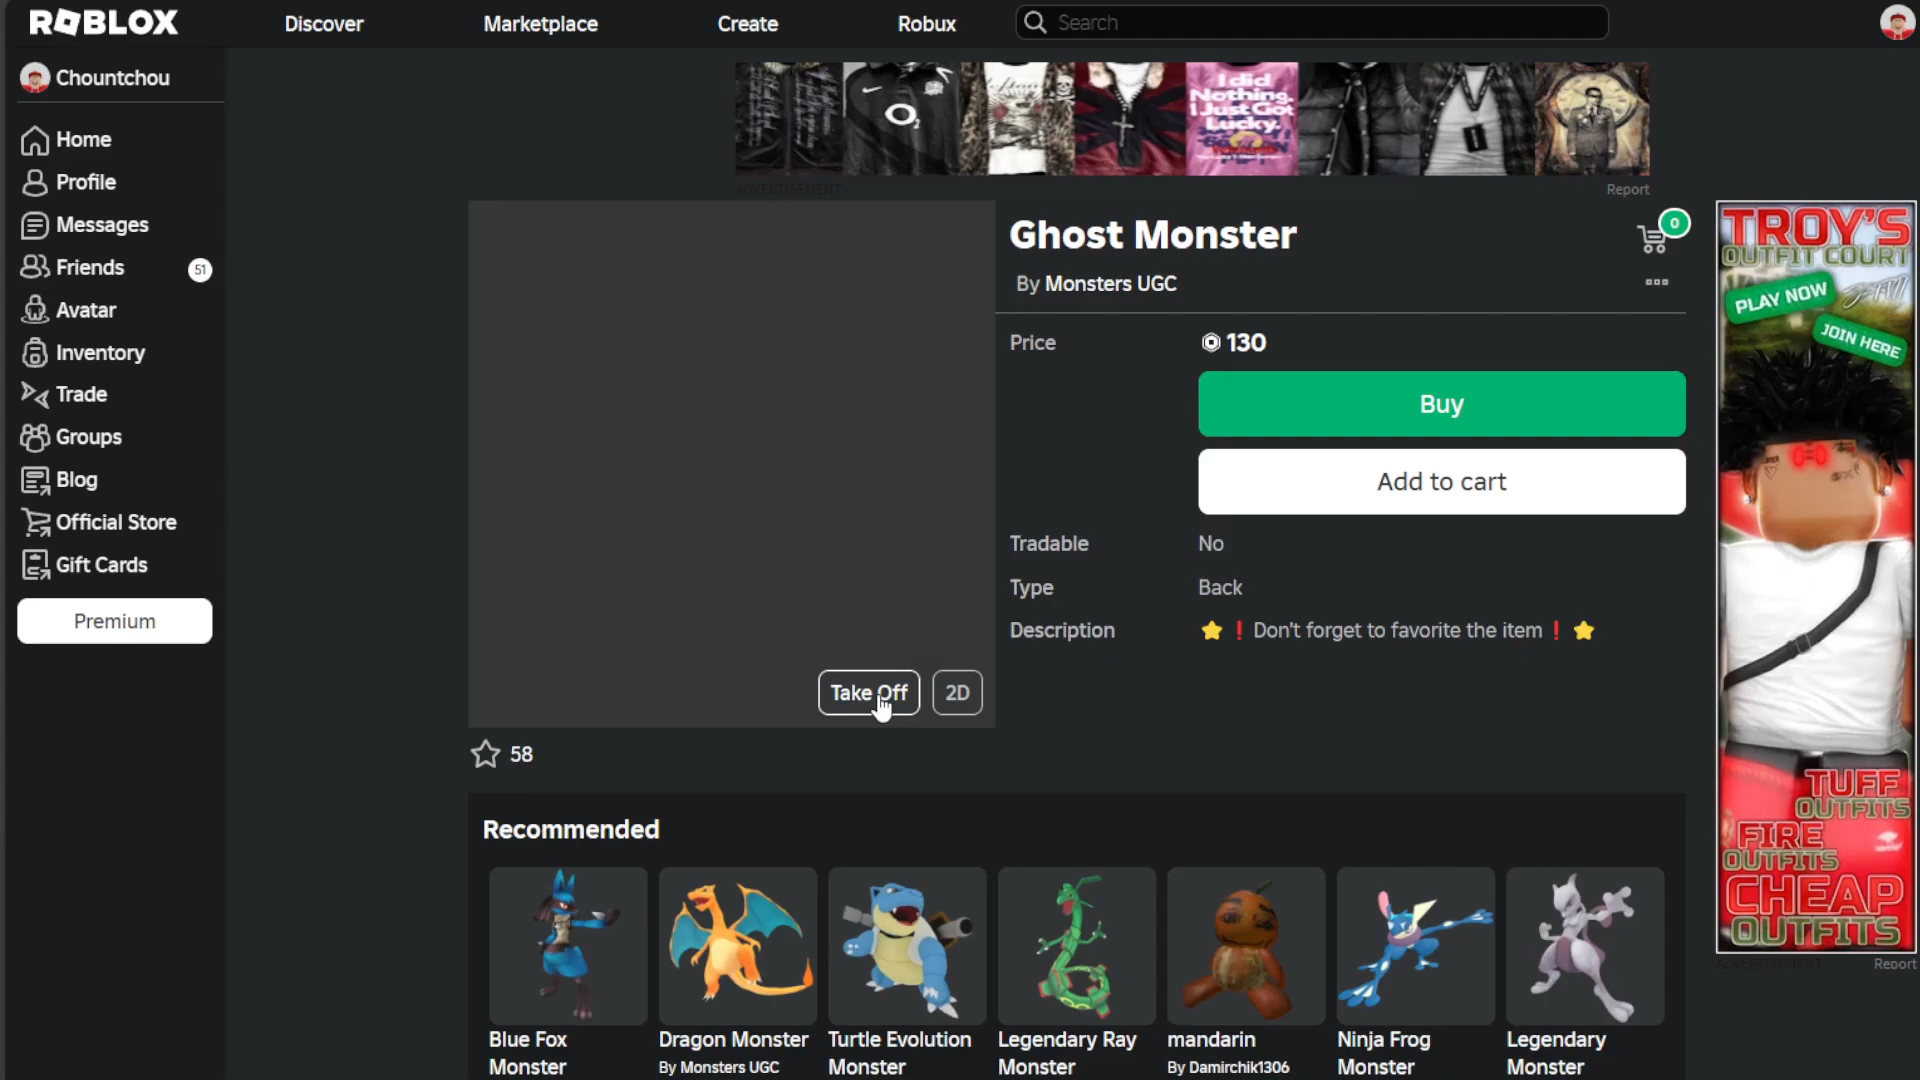 ROBLOX
Discover
Marketplace
Create
Robux
Search
Chountchou
Home
Profile
Messages
Friends
51
Avatar
Inventory
Trade
Groups
Blog
Official Store
Gift Cards
Premium
I did
Nothing.
I Just Got
Lucky.
O2
ADVERTISEMENT
Report
Ghost Monster
0
By Monsters UGC
Price
130
Buy
Add to cart
Tradable
No
Type
Back
Description
⭐❗Don't forget to favorite the item❗⭐
Take Off
2D
58
TROY'S
OUTFIT COURT
PLAY NOW
JOIN HERE
TUFF
OUTFITS
FIRE
OUTFITS
CHEAP
OUTFITS
Report
Recommended
Blue Fox
Monster
Dragon Monster
By Monsters UGC
Turtle Evolution
Monster
Legendary Ray
Monster
mandarin
By Damirchik1306
Ninja Frog
Monster
Legendary
Monster